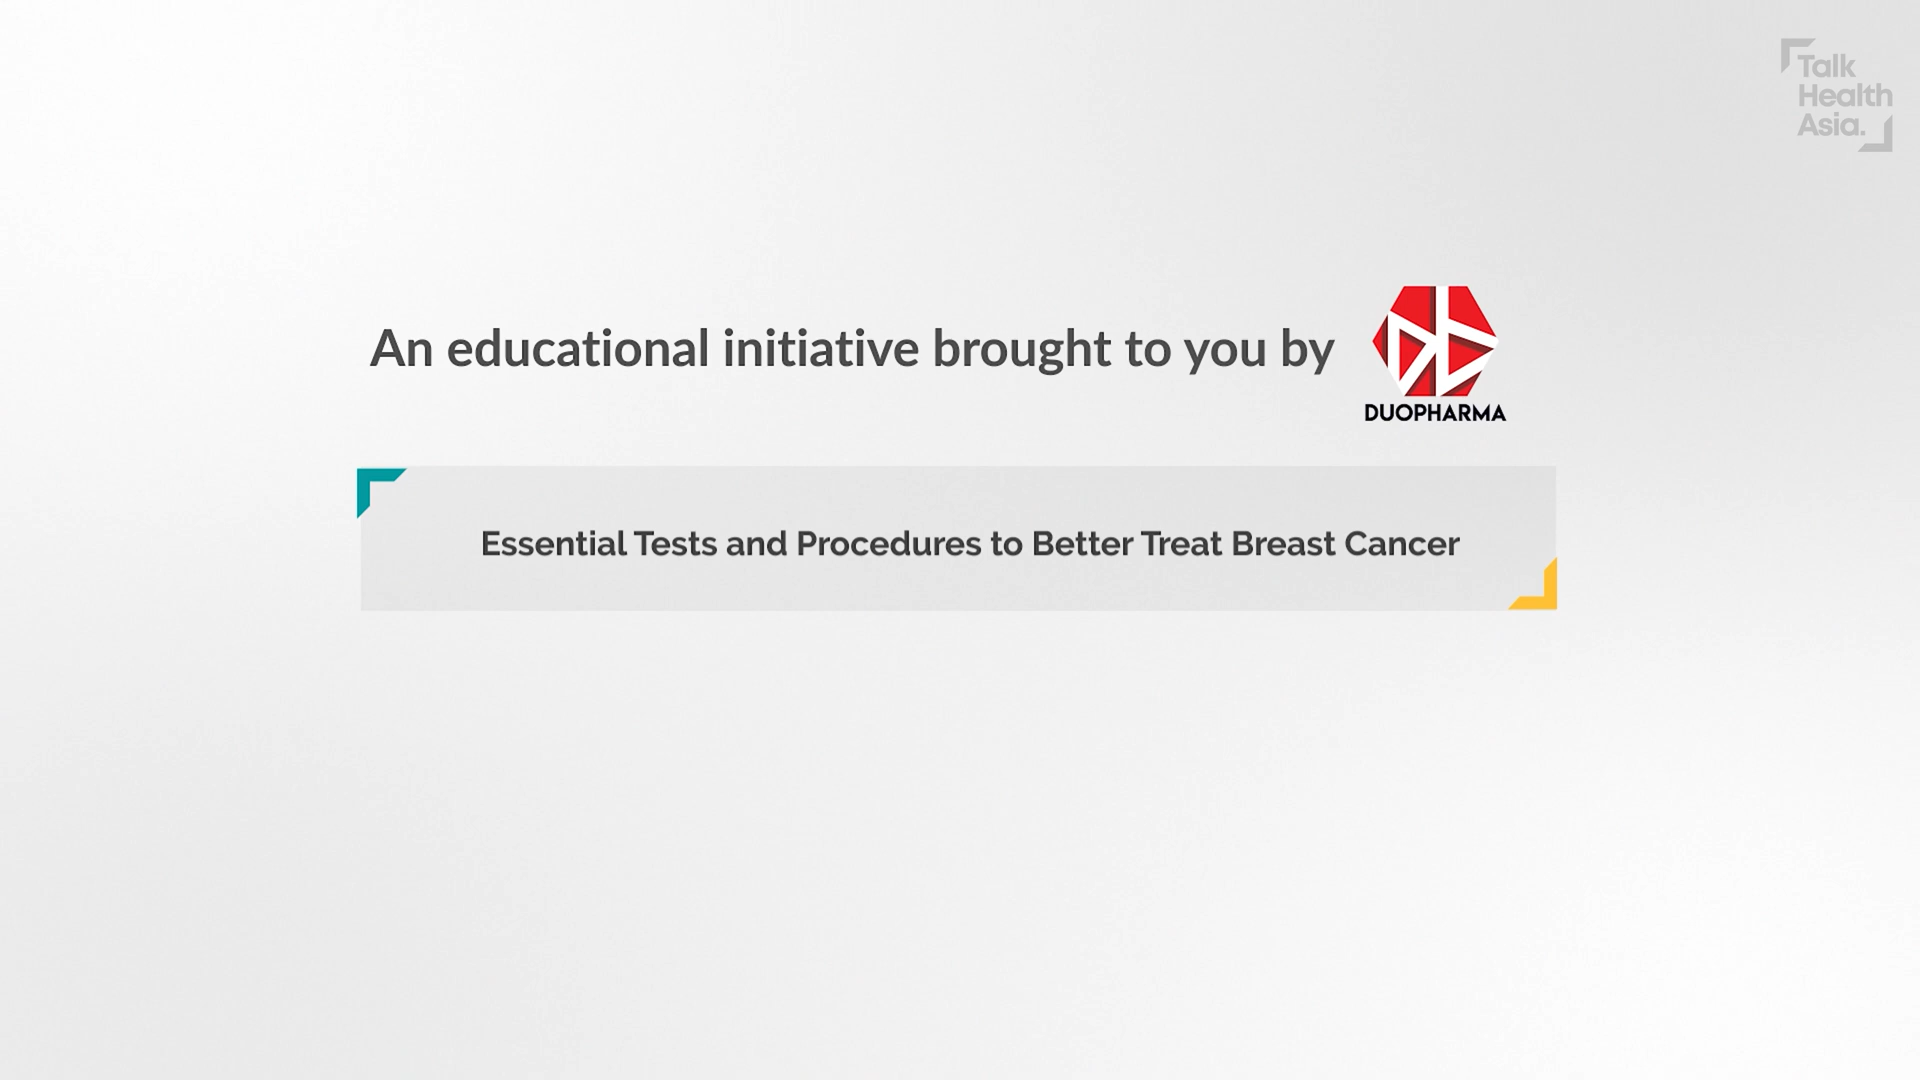 Talk
Health
Asia.
An educational initiative brought to you by
DUOPHARMA
Essential Tests and Procedures to Better Treat Breast Cancer